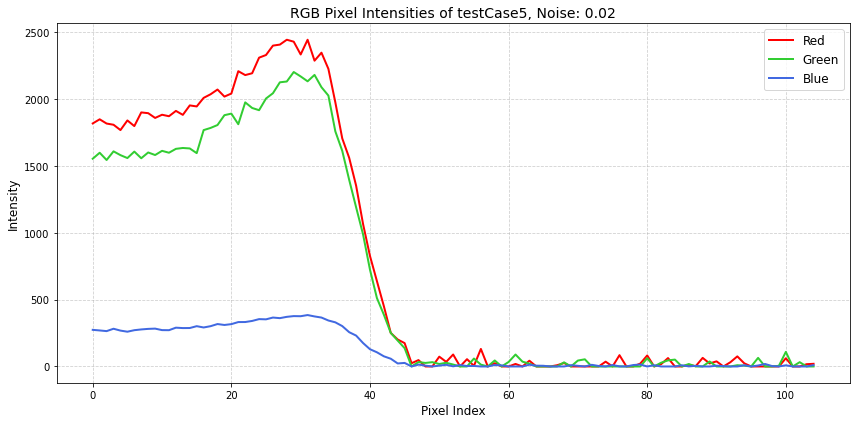 RGB Pixel Intensities of testCase5, Noise: 0.02
Red
Green
Blue
2500
2000
1500
1000
500
0
Intensity
0 20 40 60 80 100
Pixel Index